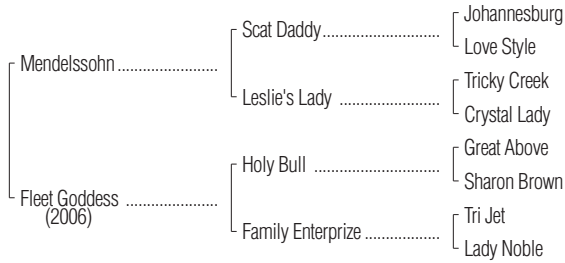 Mendelssohn
Fleet Goddess
(2006)
Scat Daddy
Leslie's Lady
Holy Bull
Family Enterprize
Johannesburg
Love Style
Tricky Creek
Crystal Lady
Great Above
Sharon Brown
Tri Jet
Lady Noble